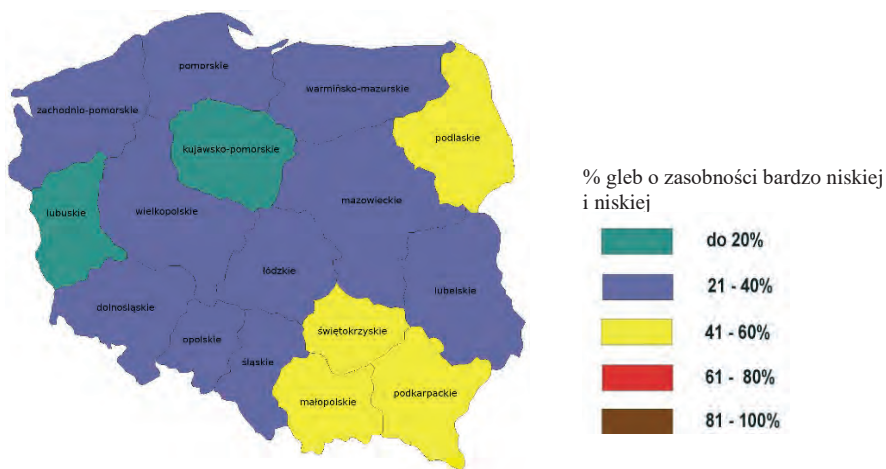 pomorskie
warmińsko-mazurskie
zachodnio-pomorskie
podlaskie
kujawsko-pomorskie
mazowieckie
lubuskie
wielkopolskie
łódzkie
lubelskie
dolnośląskie
świętokrzyskie
opolskie
śląskie
podkarpackie
małopolskie
% gleb o zasobności bardzo niskiej
i niskiej
do 20%
21 - 40%
41 - 60%
61 - 80%
81 - 100%